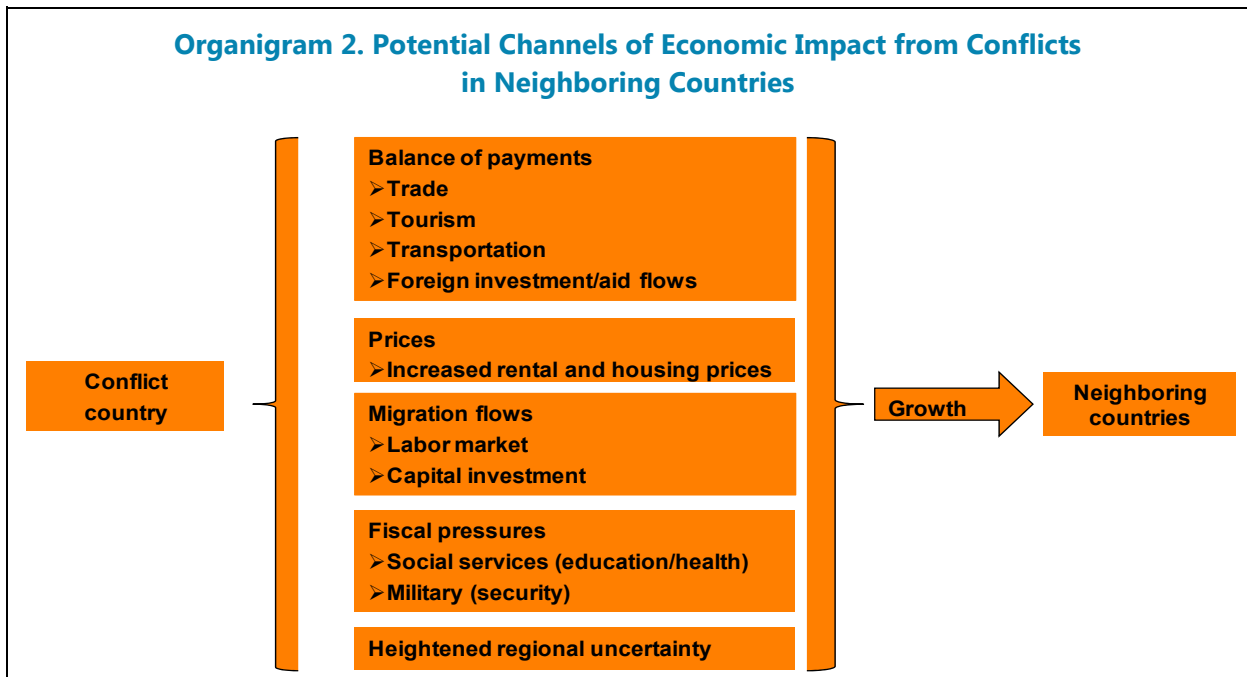 Organigram 2. Potential Channels of Economic Impact from Conflicts
in Neighboring Countries
Conflict
country
Balance of payments
➢Trade
➢Tourism
➢Transportation
➢Foreign investment/aid flows
Prices
➢Increased rental and housing prices
Migration flows
➢Labor market
➢Capital investment
Fiscal pressures
➢Social services (education/health)
➢Military (security)
Heightened regional uncertainty
Growth
Neighboring
countries